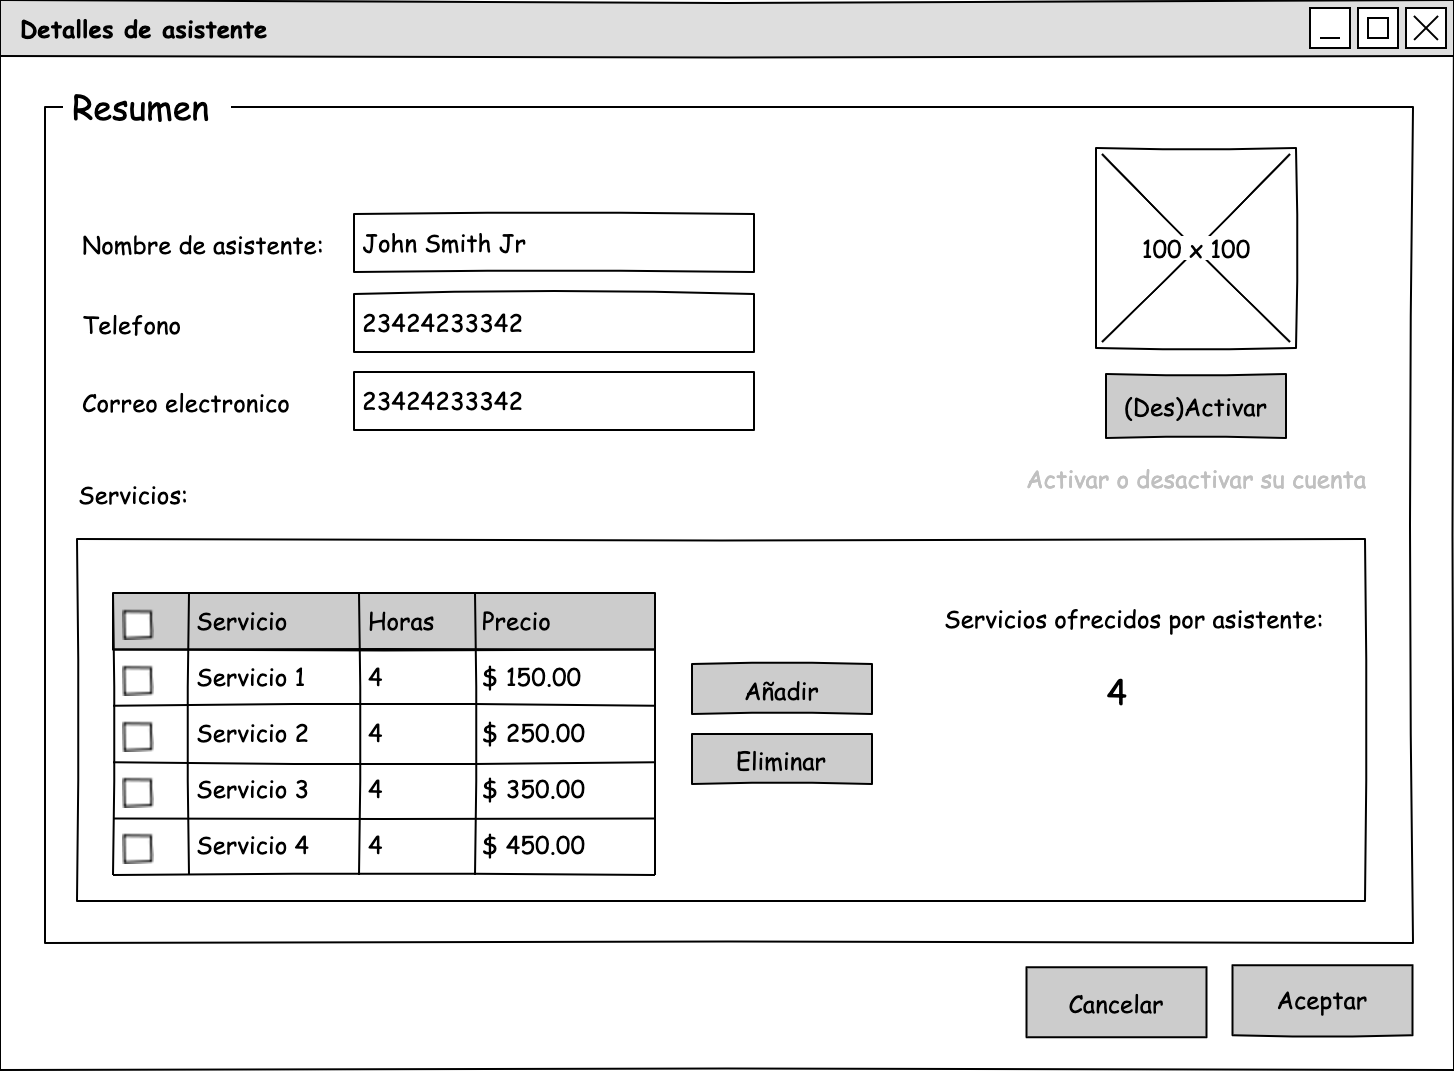 Detalles de asistente
Resumen
100 x 100
Nombre de asistente: John Smith Jr
Telefono 23424233342
Correo electronico 23424233342
(Des)Activar
Activar o desactivar su cuenta
Servicios:
Servicio Horas Precio
Servicio 1 4 $ 150.00
Servicio 2 4 $ 250.00
Servicio 3 4 $ 350.00
Servicio 4 4 $ 450.00
Añadir
Eliminar
Servicios ofrecidos por asistente:
4
Cancelar Aceptar